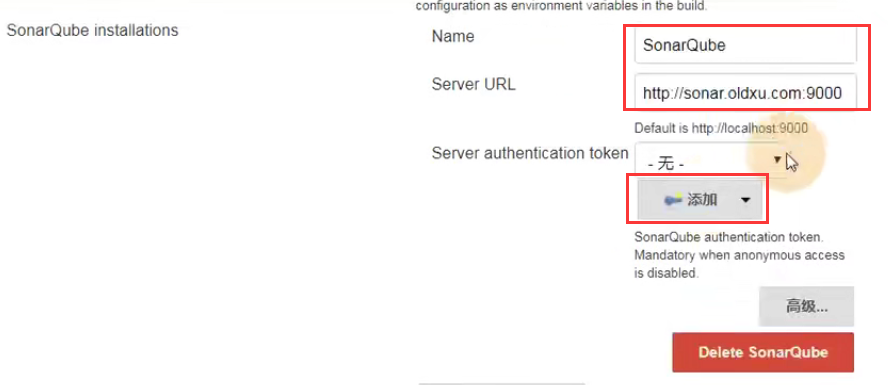 configuration as environment variables in the build.
SonarQube installations
Name
SonarQube
Server URL
http://sonar.oldxu.com:9000
Default is http://localhost:9000
Server authentication token
- 无 -
添加
SonarQube authentication token.
Mandatory when anonymous access
is disabled.
高级...
Delete SonarQube